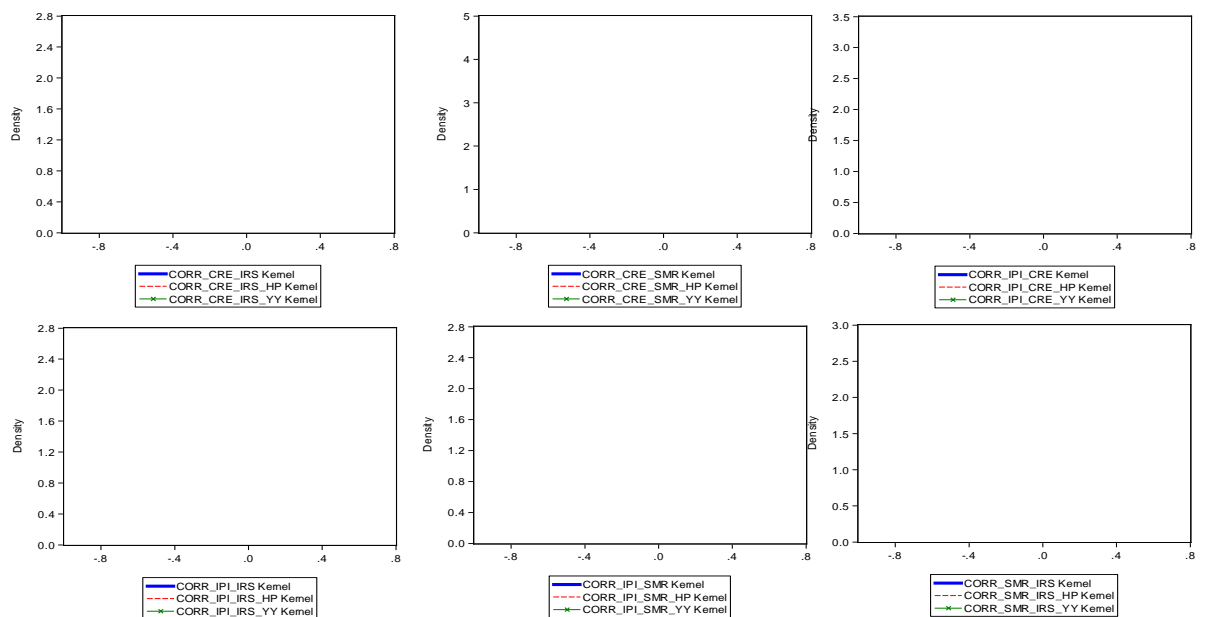 2.8
2.4
2.0
1.6
1.2
0.8
0.4
0.0
Density
-.8 -.4 .0 .4 .8
CORR_CRE_IRS Kernel
CORR_CRE_IRS_HP Kernel
CORR_CRE_IRS_YY Kernel
5
4
3
2
1
0
Density
-.8 -.4 .0 .4 .8
CORR_CRE_SMR Kernel
CORR_CRE_SMR_HP Kernel
CORR_CRE_SMR_YY Kernel
3.5
3.0
2.5
2.0
1.5
1.0
0.5
0.0
Density
-.8 -.4 .0 .4 .8
CORR_IPI_CRE Kernel
CORR_IPI_CRE_HP Kernel
CORR_IPI_CRE_YY Kernel
2.8
2.4
2.0
1.6
1.2
0.8
0.4
0.0
Density
-.8 -.4 .0 .4 .8
CORR_IPI_IRS Kernel
CORR_IPI_IRS_HP Kernel
CORR_IPI_IRS_YY Kernel
2.8
2.4
2.0
1.6
1.2
0.8
0.4
0.0
Density
-.8 -.4 .0 .4 .8
CORR_IPI_SMR Kernel
CORR_IPI_SMR_HP Kernel
CORR_IPI_SMR_YY Kernel
3.0
2.5
2.0
1.5
1.0
0.5
0.0
Density
-.8 -.4 .0 .4 .8
CORR_SMR_IRS Kernel
CORR_SMR_IRS_HP Kernel
CORR_SMR_IRS_YY Kernel